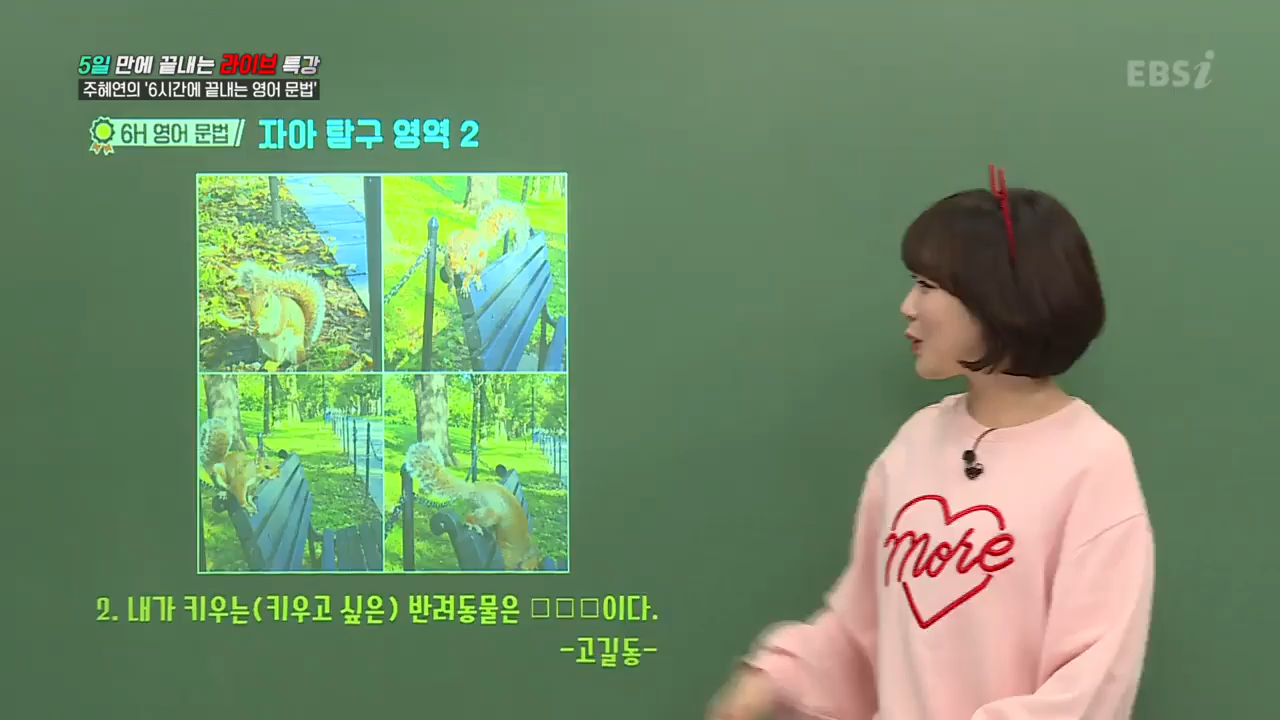 5일 만에 끝내는 라이브 특강
EBSi
주혜연의 '6시간에 끝내는 영어 문법'
6H 영어 문법 자아 탐구 영역 2
more
2. 내가 키우는(키우고 싶은) 반려동물은 □□□이다.
-고길동-